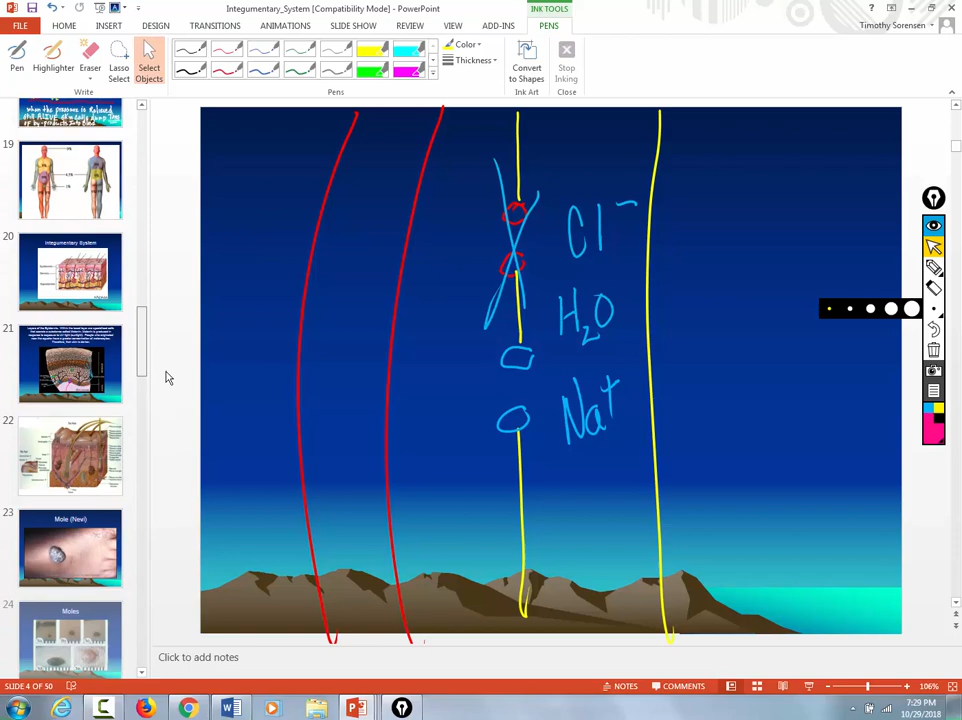 Integumentary_System [Compatibility Mode] - PowerPoint
INK TOOLS
FILE
HOME
INSERT
DESIGN
TRANSITIONS
ANIMATIONS
SLIDE SHOW
REVIEW
VIEW
ADD-INS
PENS
Timothy Sorensen
Pen
Highlighter
Eraser
Lasso Select
Select Objects
Color
Thickness
Convert to Shapes
Stop Inking
Write
Pens
Ink Art
Close
19
20
Integumentary System
21
22
23
Mole (Nevi)
24
Moles
Cl⁻
H₂O
Na⁺
Click to add notes
SLIDE 4 OF 50
NOTES
COMMENTS
106%
7:29 PM
10/29/2018